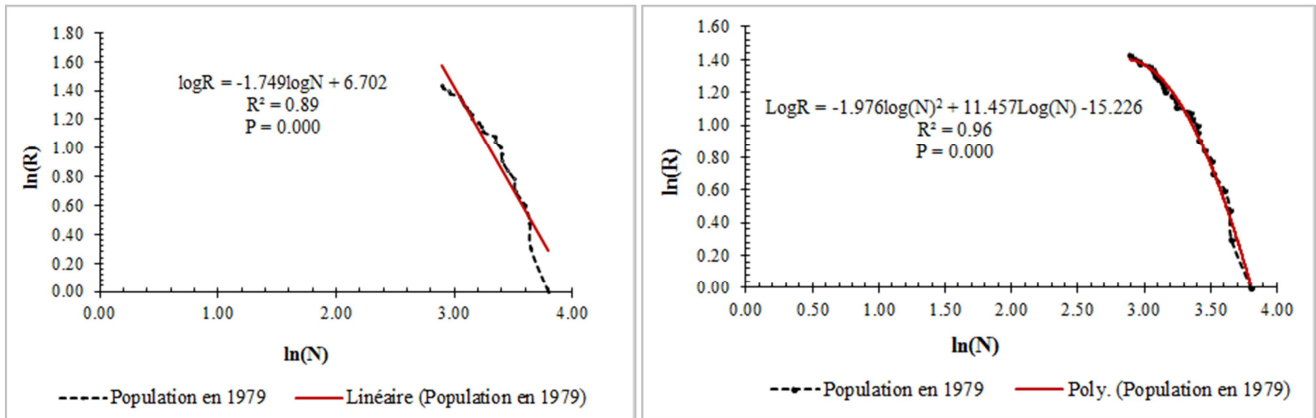 1.80
1.60
1.40
1.20
1.00
0.80
0.60
0.40
0.20
0.00
ln(R)
logR = -1.749logN + 6.702
R² = 0.89
P = 0.000
0.00 1.00 2.00 3.00 4.00
ln(N)
Population en 1979 Linéaire (Population en 1979)
1.60
1.40
1.20
1.00
0.80
0.60
0.40
0.20
0.00
ln(R)
LogR = -1.976log(N)² + 11.457Log(N) -15.226
R² = 0.96
P = 0.000
0.00 0.50 1.00 1.50 2.00 2.50 3.00 3.50 4.00
ln(N)
Population en 1979 Poly. (Population en 1979)